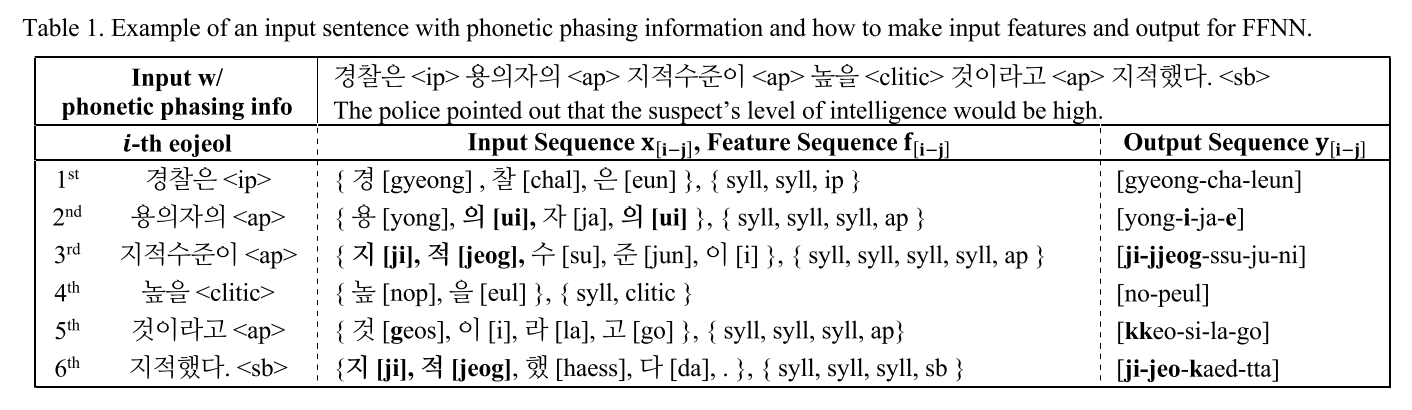 Table 1. Example of an input sentence with phonetic phasing information and how to make input features and output for FFNN.
Input w/ phonetic phasing info
경찰은 <ip> 용의자의 <ap> 지적수준이 <ap> 높을 <clitic> 것이라고 <ap> 지적했다. <sb>
The police pointed out that the suspect's level of intelligence would be high.
i-th eojeol Input Sequence x[i−j], Feature Sequence f[i−j] Output Sequence y[i−j]
1st 경찰은 <ip> { 경 [gyeong] , 찰 [chal], 은 [eun] }, { syll, syll, ip } [gyeong-cha-leun]
2nd 용의자의 <ap> { 용 [yong], 의 [ui], 자 [ja], 의 [ui] }, { syll, syll, syll, ap } [yong-i-ja-e]
3rd 지적수준이 <ap> { 지 [ji], 적 [jeog], 수 [su], 준 [jun], 이 [i] }, { syll, syll, syll, syll, ap } [ji-jjeog-ssu-ju-ni]
4th 높을 <clitic> { 높 [nop], 을 [eul] }, { syll, clitic } [no-peul]
5th 것이라고 <ap> { 것 [geos], 이 [i], 라 [la], 고 [go] }, { syll, syll, syll, ap} [kkeo-si-la-go]
6th 지적했다. <sb> {지 [ji], 적 [jeog], 했 [haess], 다 [da], . }, { syll, syll, syll, sb } [ji-jeo-kaed-tta]